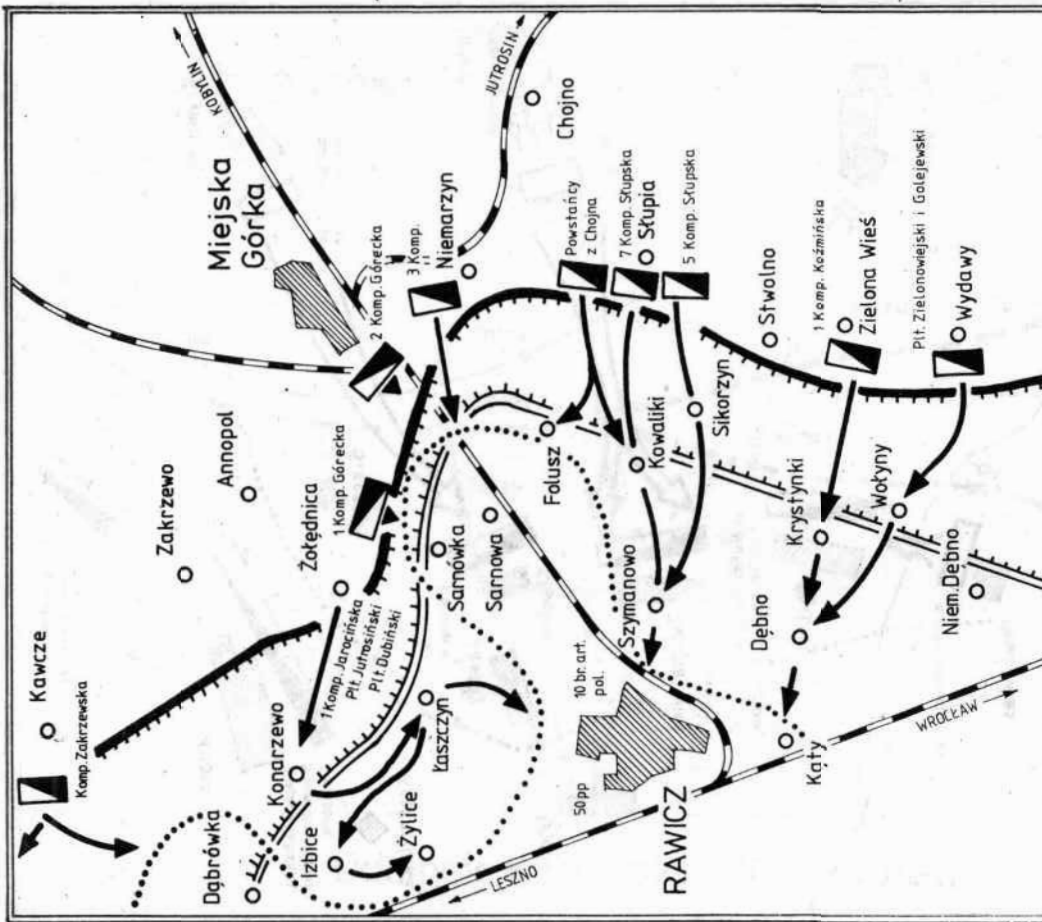 KOBYLIN
JUTROSIN
Miejska
Górka
Chojno
2 Komp. Górecka
3 Komp.
Niemarzyn
Annopol
Zakrzewo
Żołędnica
1 Komp. Górecka
Kawcze
Komp. Zakrzewska
Powstańcy
z Chojna
7 Komp. Słupska
Słupia
5 Komp. Słupska
Stwolno
1 Komp. Koźmińska
Zielona Wieś
Plt. Zielonowiejski i Golejewski
Wydawy
Sikorzyn
Kowaliki
Folusz
Sarnówka
Sarnowa
1 Komp. Jarocińska
Plt. Jutrosiński
Plt. Dubiński
Konarzewo
Łaszczyn
Dąbrówka
Izbice
Żylice
Szymanowo
Krystynki
Wołyny
Dębno
Niem. Dębno
10 br. art.
pol.
50pp
RAWICZ
Kąty
LESZNO
WROCŁAW